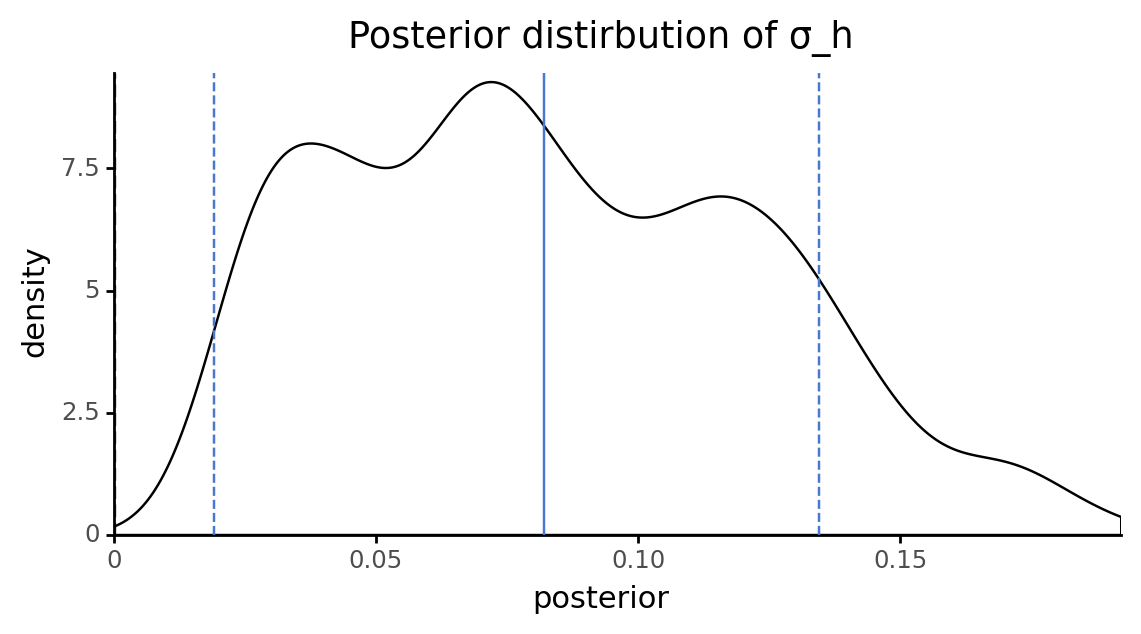 Posterior distirbution of σ_h
7.5
5
2.5
0
density
0
0.05
0.10
0.15
posterior